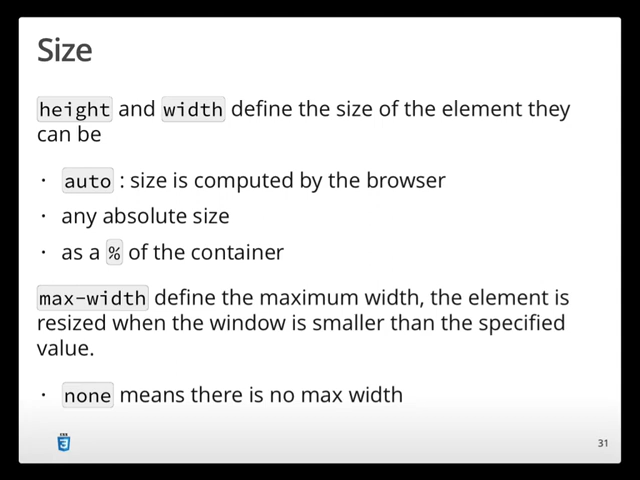 Size
height and width define the size of the element they
can be
· auto : size is computed by the browser
· any absolute size
· as a % of the container
max-width define the maximum width, the element is
resized when the window is smaller than the specified
value.
· none means there is no max width
CSS
3
31